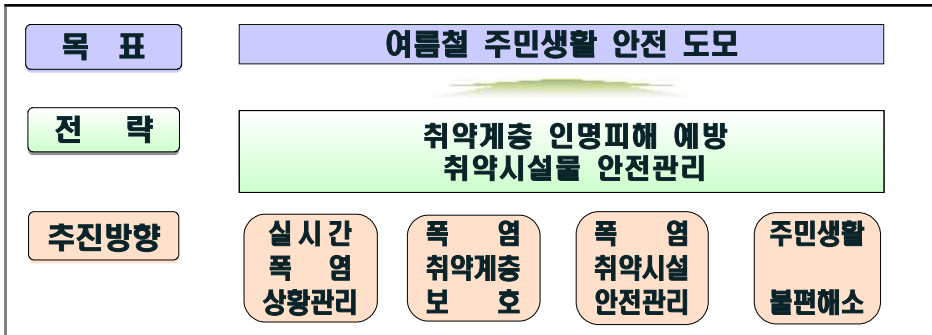 목 표
여름철 주민생활 안전 도모
전 략
취약계층 인명피해 예방
취약시설물 안전관리
추진방향
실시간
폭 염
상황관리
폭 염
취약계층
보 호
폭 염
취약시설
안전관리
주민생활
불편해소